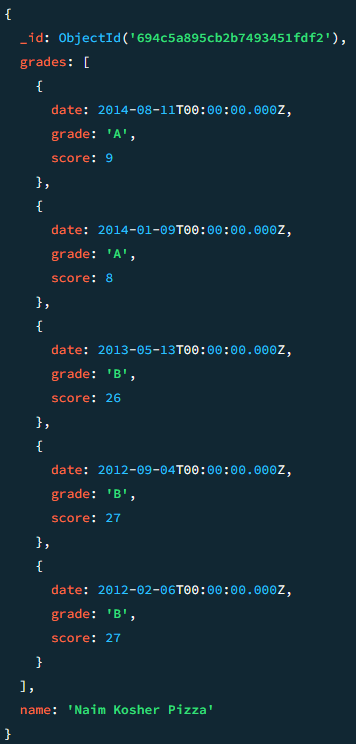 {
  _id: ObjectId('694c5a895cb2b7493451fdf2'),
  grades: [
    {
      date: 2014-08-11T00:00:00.000Z,
      grade: 'A',
      score: 9
    },
    {
      date: 2014-01-09T00:00:00.000Z,
      grade: 'A',
      score: 8
    },
    {
      date: 2013-05-13T00:00:00.000Z,
      grade: 'B',
      score: 26
    },
    {
      date: 2012-09-04T00:00:00.000Z,
      grade: 'B',
      score: 27
    },
    {
      date: 2012-02-06T00:00:00.000Z,
      grade: 'B',
      score: 27
    }
  ],
  name: 'Naim Kosher Pizza'
}